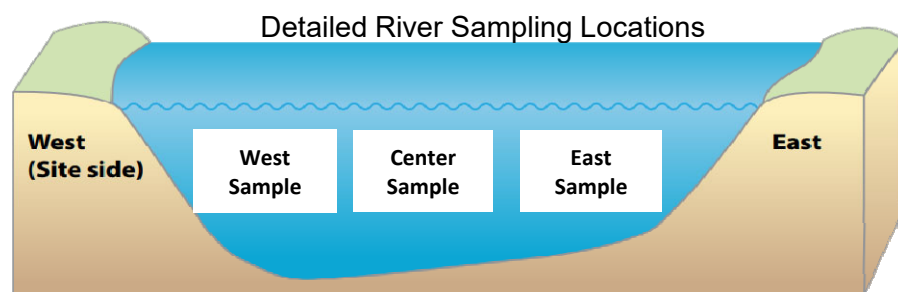 Detailed River Sampling Locations
West
(Site side)
West
Sample
Center
Sample
East
Sample
East